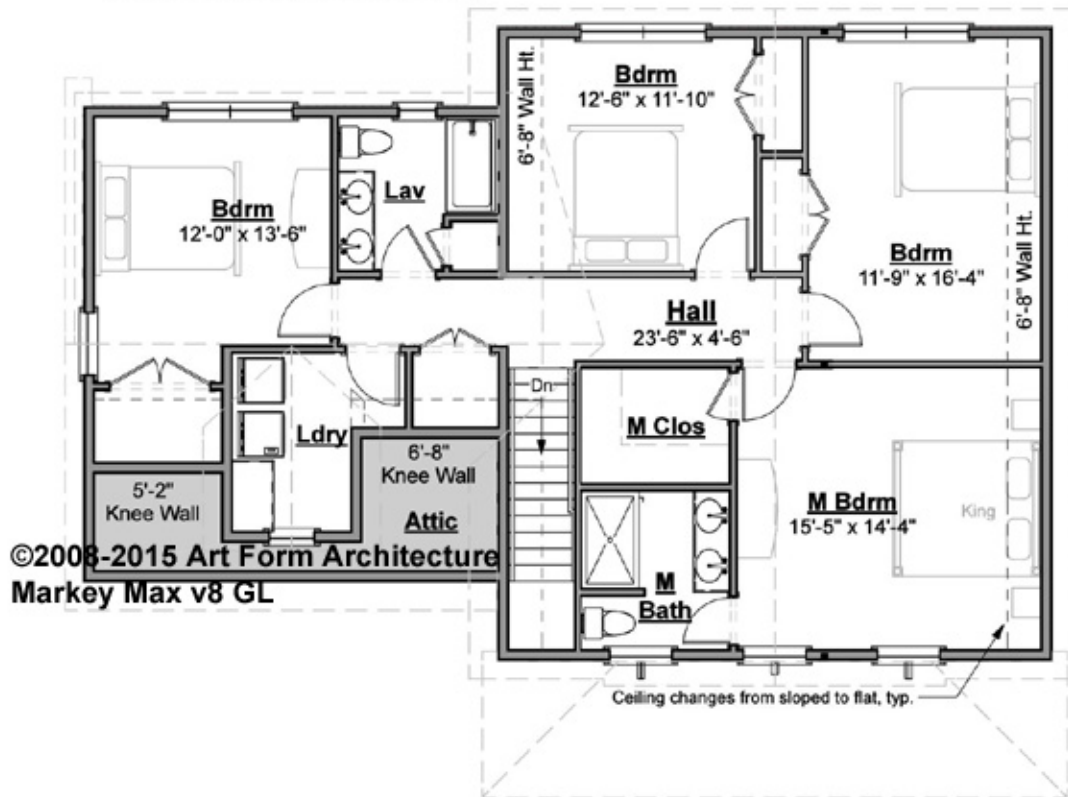 6'-8" Wall Ht.
Bdrm
12'-6" x 11'-10"
Bdrm
12'-0" x 13'-6"
Lav
Bdrm
11'-9" x 16'-4"
6'-8" Wall Ht.
Hall
23'-6" x 4'-6"
Dn
M Clos
Ldry
6'-8"
Knee Wall
Attic
5'-2"
Knee Wall
M Bdrm
15'-5" x 14'-4"
King
M
Bath
©2008-2015 Art Form Architecture
Markey Max v8 GL
Ceiling changes from sloped to flat, typ.